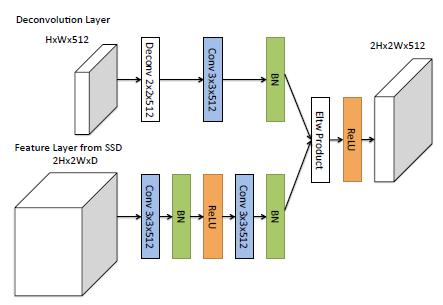 Deconvolution Layer
HxWx512
Deconv 2x2x512
Conv 3x3x512
BN
2Hx2Wx512
Eltw Product
ReLU
Feature Layer from SSD
2Hx2WxD
Conv 3x3x512
BN
ReLU
Conv 3x3x512
BN